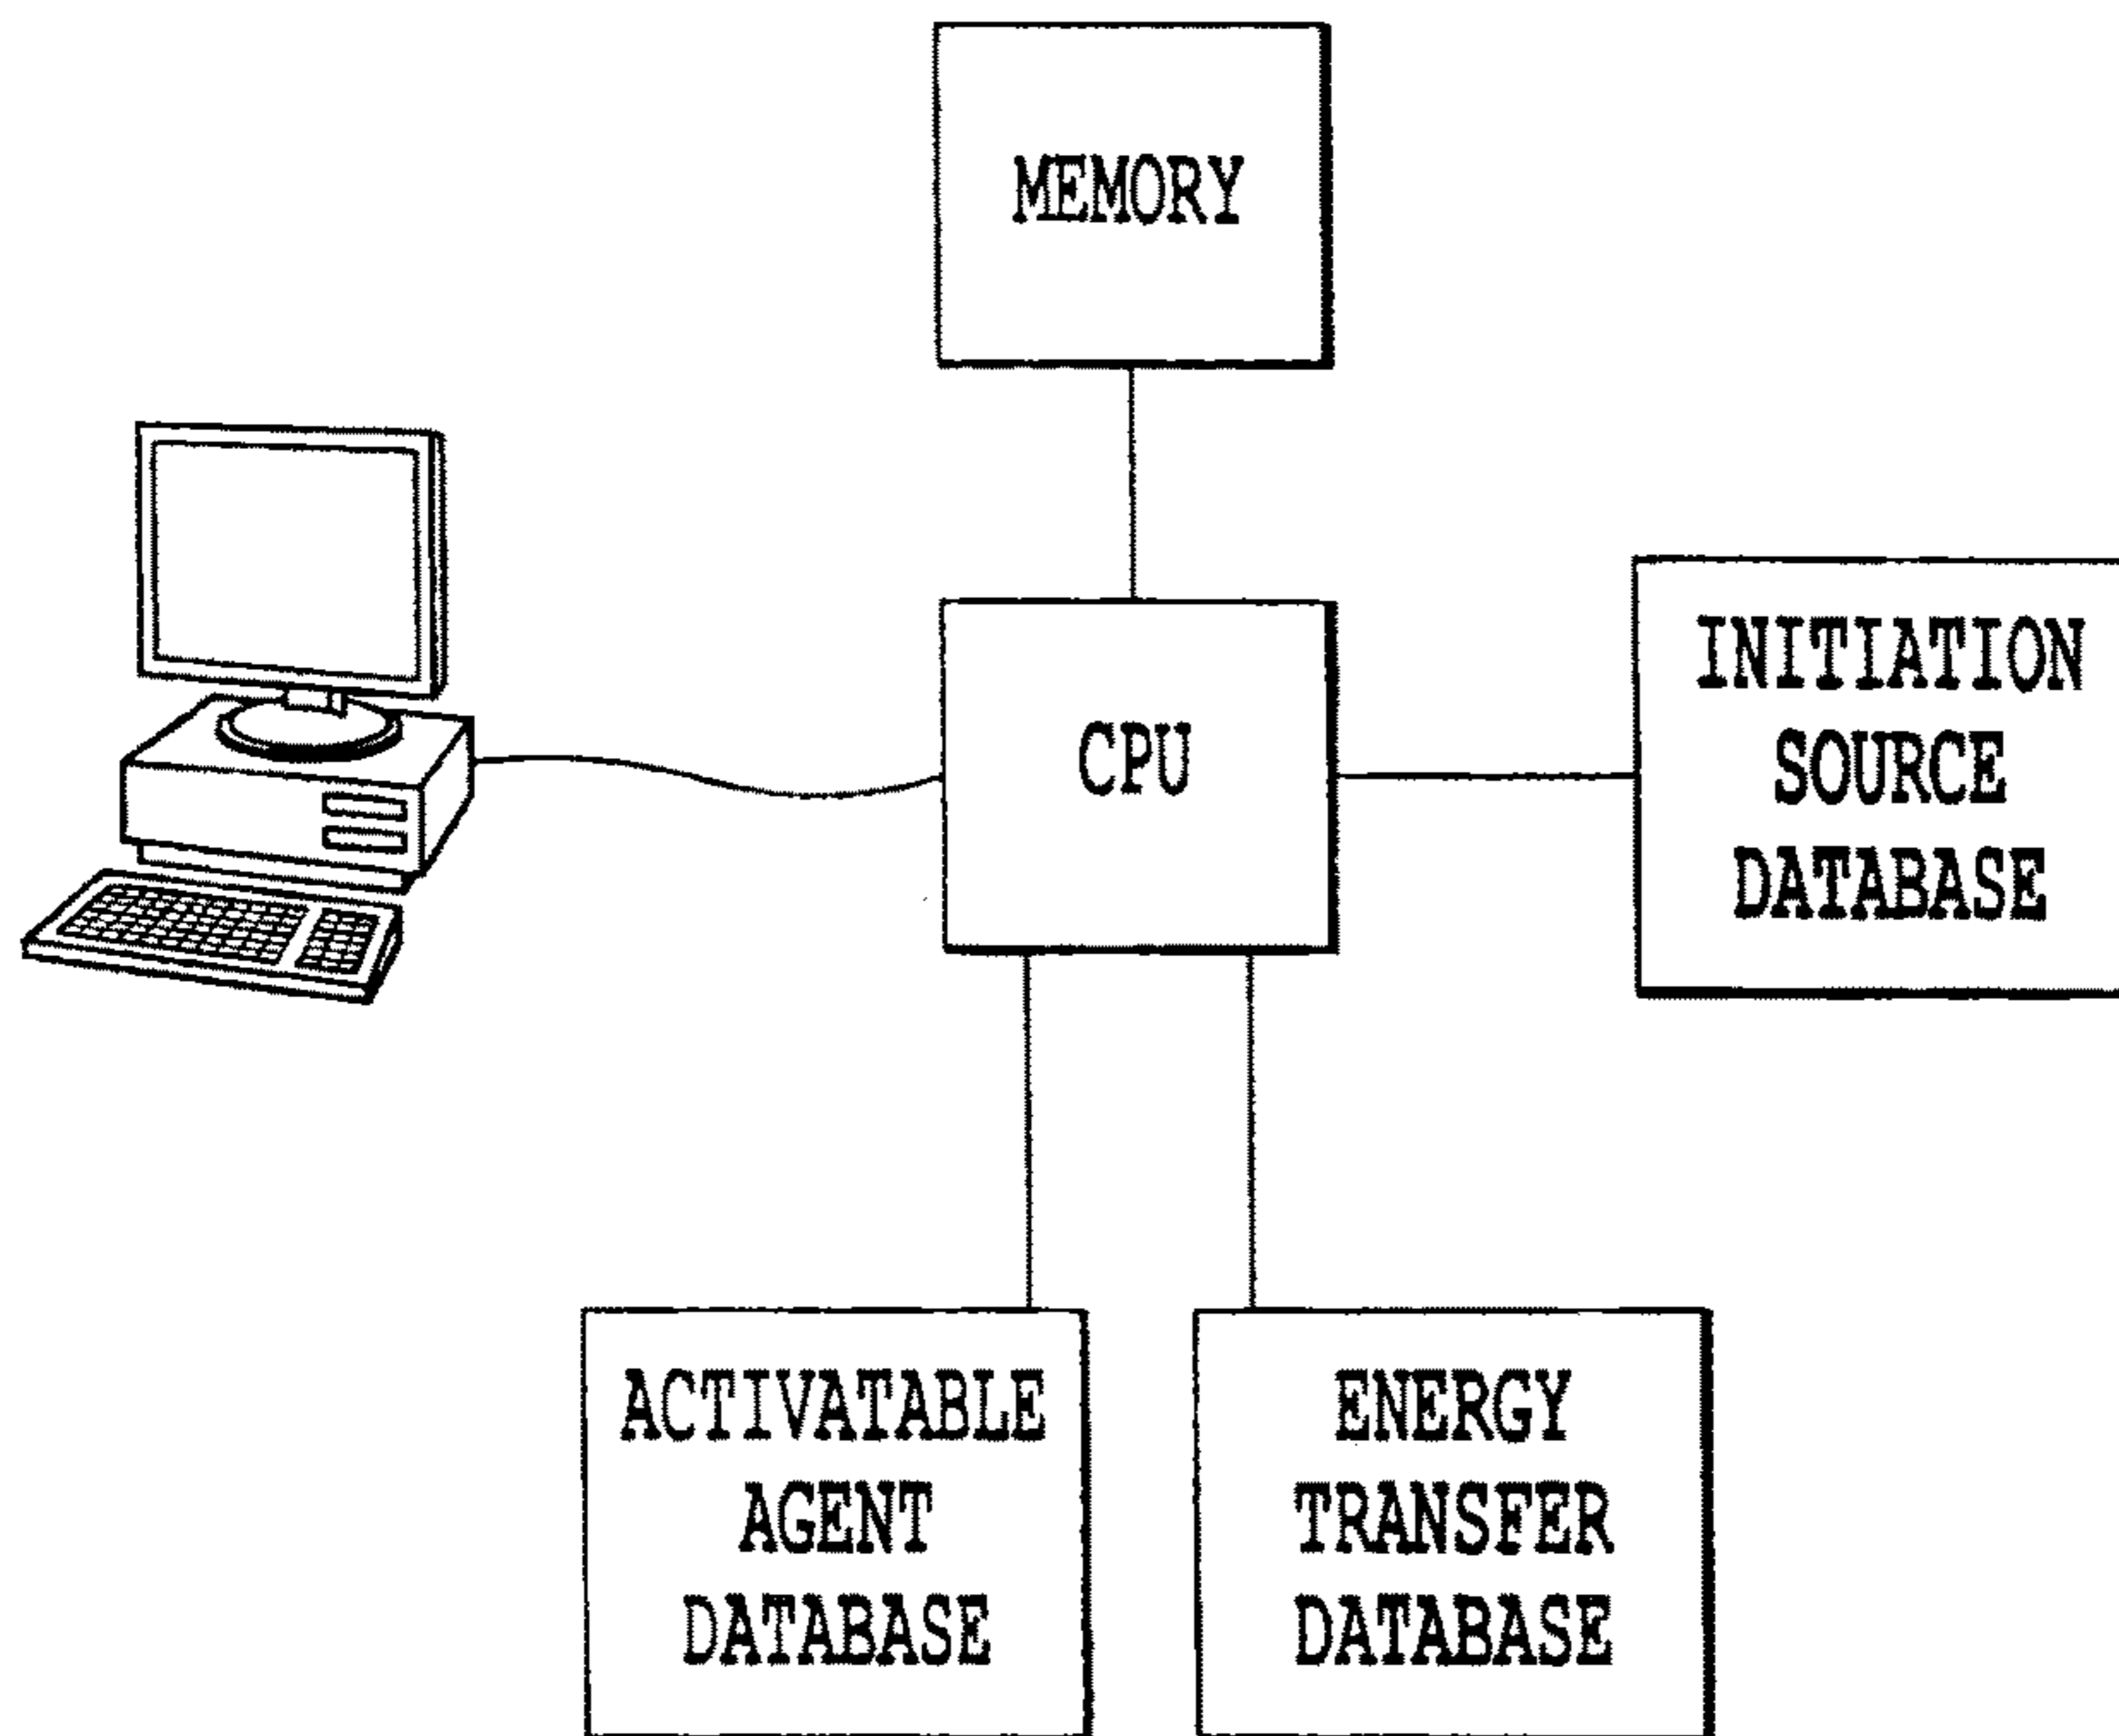 MEMORY
CPU
INITIATION
SOURCE
DATABASE
ACTIVATABLE
AGENT
DATABASE
ENERGY
TRANSFER
DATABASE